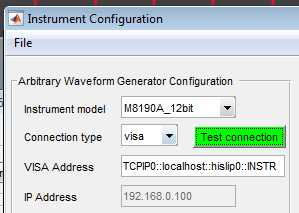 Instrument Configuration
File
Arbitrary Waveform Generator Configuration
Instrument model M8190A_12bit
Connection type visa Test connection
VISA Address TCPIP0::localhost::hislip0::INSTR
IP Address 192.168.0.100